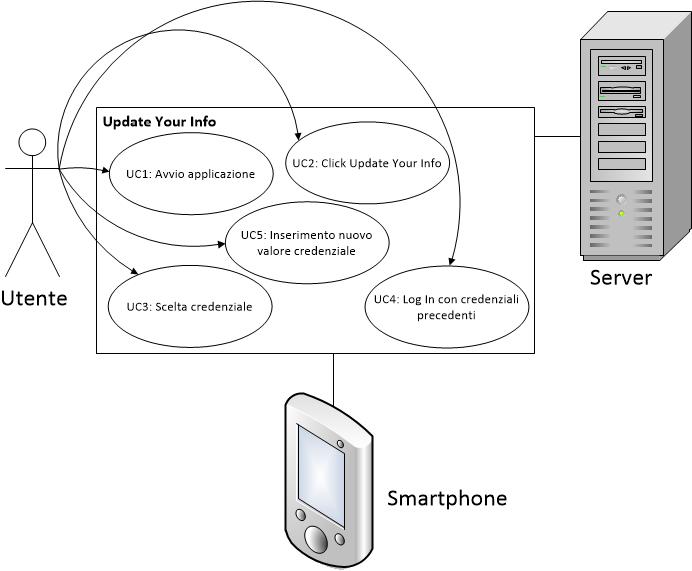 Update Your Info
UC1: Avvio applicazione
UC2: Click Update Your Info
UC5: Inserimento nuovo
valore credenziale
UC3: Scelta credenziale
UC4: Log In con credenziali
precedenti
Utente
Server
Smartphone